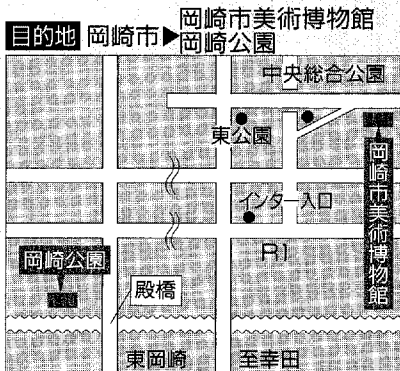 目的地 岡崎市▶岡崎市美術博物館
岡崎公園
中央総合公園
東公園
岡崎市美術博物館
インター入口
R1
岡崎公園
殿橋
東岡崎
至幸田